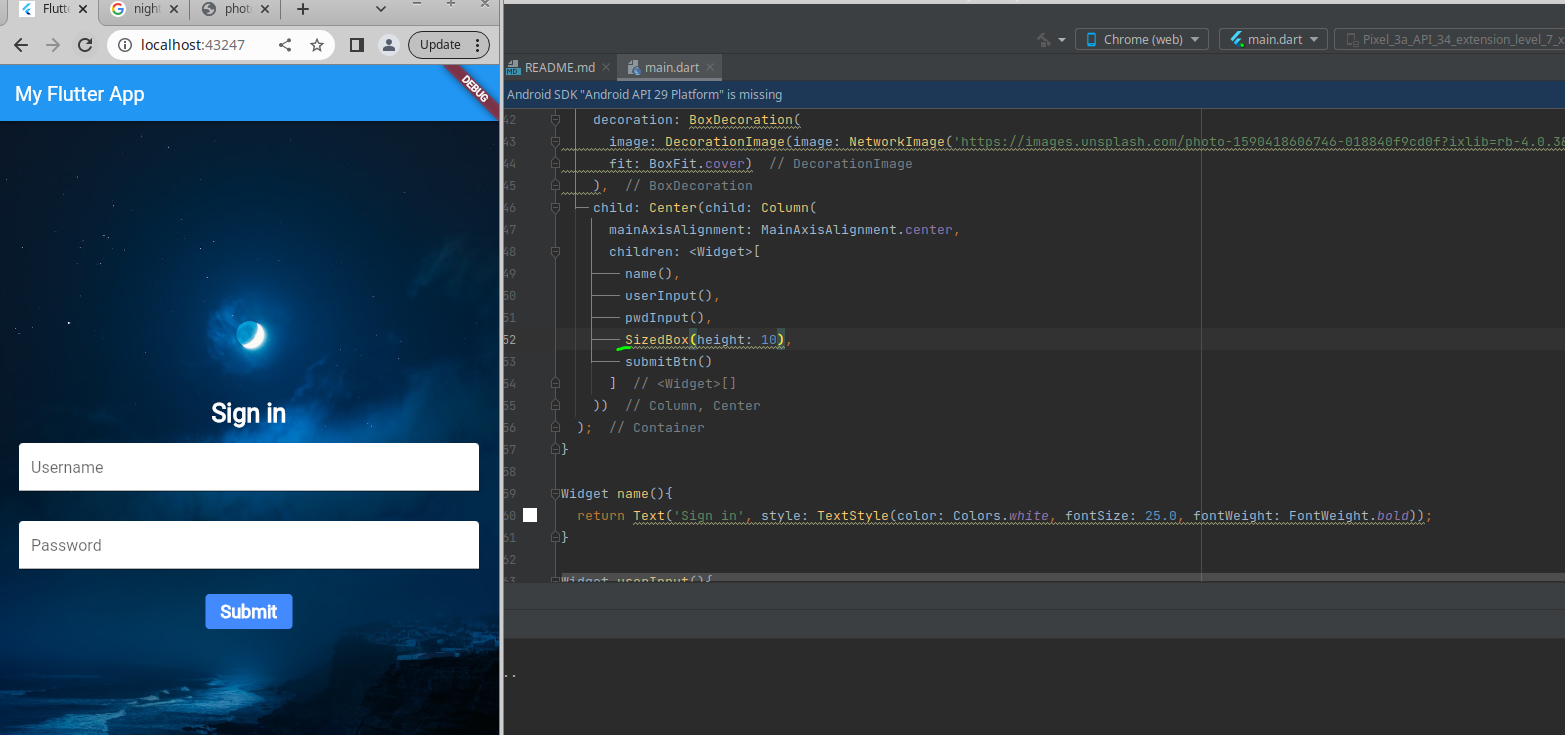 Flutte
night
photo
localhost:43247
Update
My Flutter App
DEBUG
Sign in
Username
Password
Submit
Chrome (web)
main.dart
Pixel_3a_API_34_extension_level_7_x
README.md
main.dart
Android SDK "Android API 29 Platform" is missing
42 decoration: BoxDecoration(
43 image: DecorationImage(image: NetworkImage('https://images.unsplash.com/photo-1590418606746-018840f9cd0f?ixlib=rb-4.0.3&
44 fit: BoxFit.cover) // DecorationImage
45 ), // BoxDecoration
46 child: Center(child: Column(
47 mainAxisAlignment: MainAxisAlignment.center,
48 children: <Widget>[
49 name(),
50 userInput(),
51 pwdInput(),
52 SizedBox(height: 10),
53 submitBtn()
54 ] // <Widget>[]
55 )) // Column, Center
56 ); // Container
57 }
58
59 Widget name(){
60 return Text('Sign in', style: TextStyle(color: Colors.white, fontSize: 25.0, fontWeight: FontWeight.bold));
61 }
62
63 Widget userInput(){
..